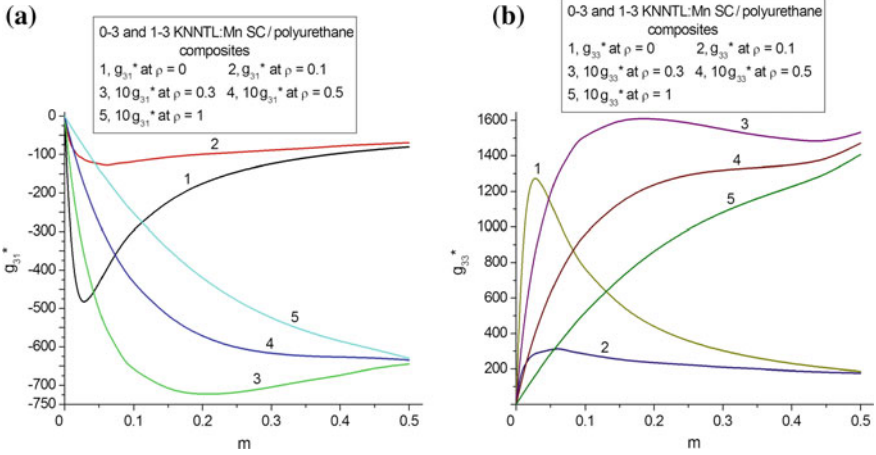 (a)
0-3 and 1-3 KNNTL:Mn SC / polyurethane
composites
1, g₃₁* at ρ = 0 2, g₃₁* at ρ = 0.1
3, 10g₃₁* at ρ = 0.3 4, 10g₃₁* at ρ = 0.5
5, 10g₃₁* at ρ = 1
0
-100
-200
-300
-400
-500
-600
-700
-750
g₃₁*
0
0.1
0.2
0.3
0.4
0.5
m
2
1
5
4
3
(b)
0-3 and 1-3 KNNTL:Mn SC / polyurethane
composites
1, g₃₃* at ρ = 0 2, g₃₃* at ρ = 0.1
3, 10g₃₃* at ρ = 0.3 4, 10g₃₃* at ρ = 0.5
5, 10g₃₃* at ρ = 1
1600
1400
1200
1000
800
600
400
200
g₃₃*
0
0.1
0.2
0.3
0.4
0.5
m
3
1
4
5
2